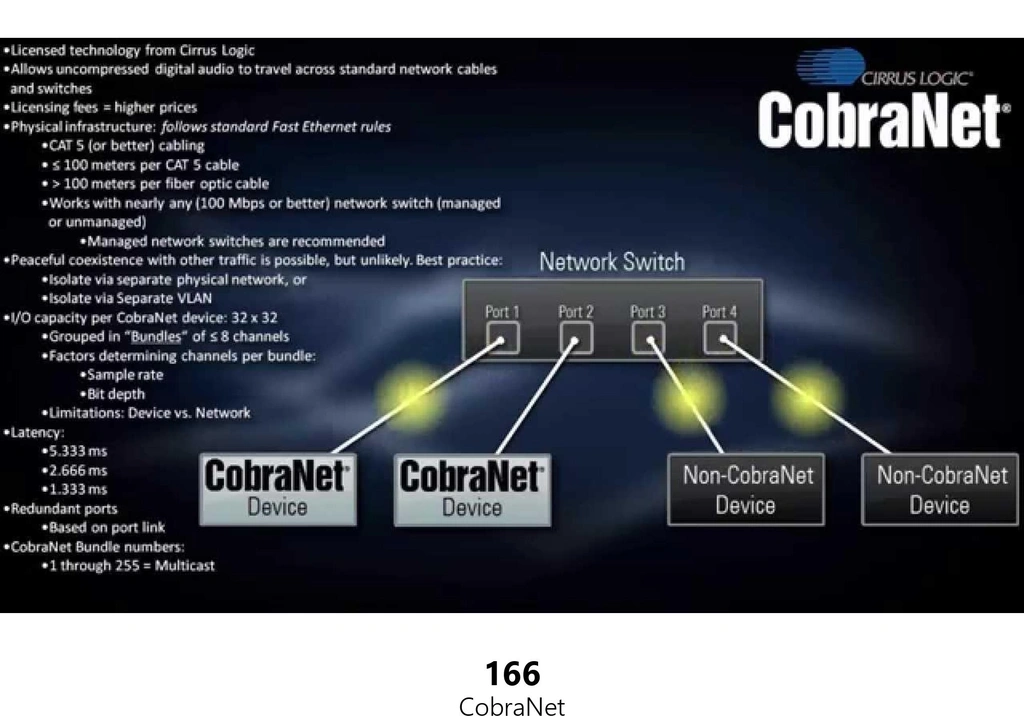 •Licensed technology from Cirrus Logic
•Allows uncompressed digital audio to travel across standard network cables
and switches
•Licensing fees = higher prices
•Physical infrastructure: follows standard Fast Ethernet rules
•CAT 5 (or better) cabling
•≤ 100 meters per CAT 5 cable
•> 100 meters per fiber optic cable
•Works with nearly any (100 Mbps or better) network switch (managed
or unmanaged)
•Managed network switches are recommended
•Peaceful coexistence with other traffic is possible, but unlikely. Best practice:
•Isolate via separate physical network, or
•Isolate via Separate VLAN
•I/O capacity per CobraNet device: 32 x 32
•Grouped in "Bundles" of ≤ 8 channels
•Factors determining channels per bundle:
•Sample rate
•Bit depth
•Limitations: Device vs. Network
•Latency:
•5.333 ms
•2.666 ms
•1.333 ms
•Redundant ports
•Based on port link
•CobraNet Bundle numbers:
•1 through 255 = Multicast
CIRRUS LOGIC®
CobraNet®
Network Switch
Port 1 Port 2 Port 3 Port 4
CobraNet® Device
CobraNet® Device
Non-CobraNet Device
Non-CobraNet Device
166
CobraNet